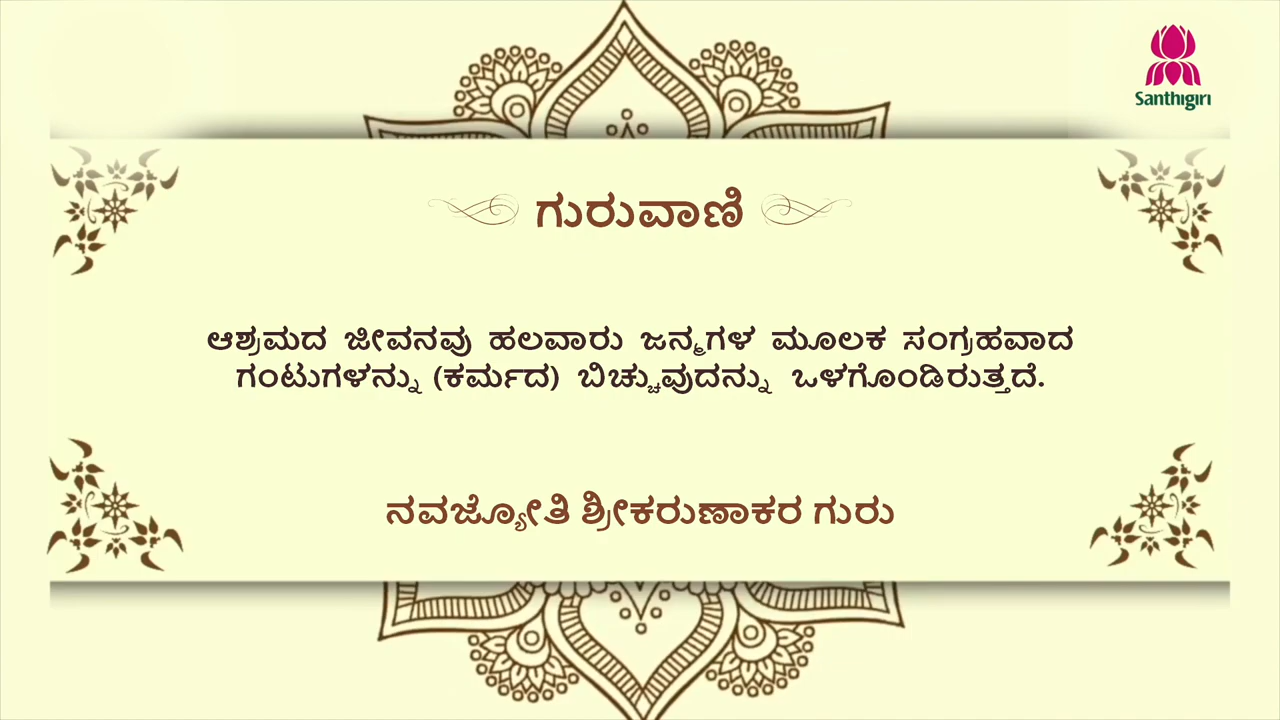 Santhigiri
ಗುರುವಾಣಿ
ಆಶ್ರಮದ ಜೀವನವು ಹಲವಾರು ಜನ್ಮಗಳ ಮೂಲಕ ಸಂಗ್ರಹವಾದ
ಗಂಟುಗಳನ್ನು (ಕರ್ಮದ) ಬಿಚ್ಚುವುದನ್ನು ಒಳಗೊಂಡಿರುತ್ತದೆ.
ನವಜ್ಯೋತಿ ಶ್ರೀಕರುಣಾಕರ ಗುರು